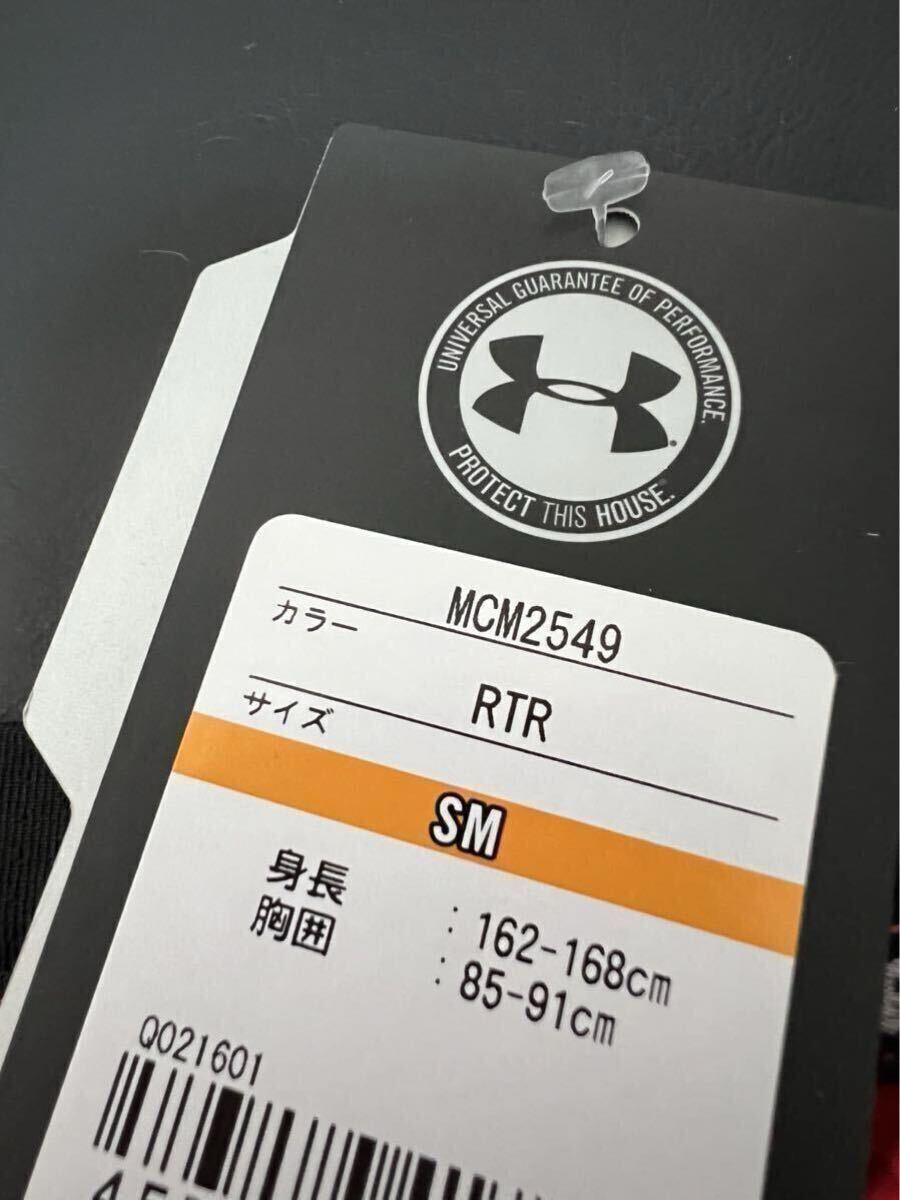 UNIVERSAL GUARANTEE OF PERFORMANCE.
PROTECT THIS HOUSE.
MCM2549
カラー
RTR
サイズ
SM
身長 : 162-168cm
胸囲 : 85-91cm
Q021601